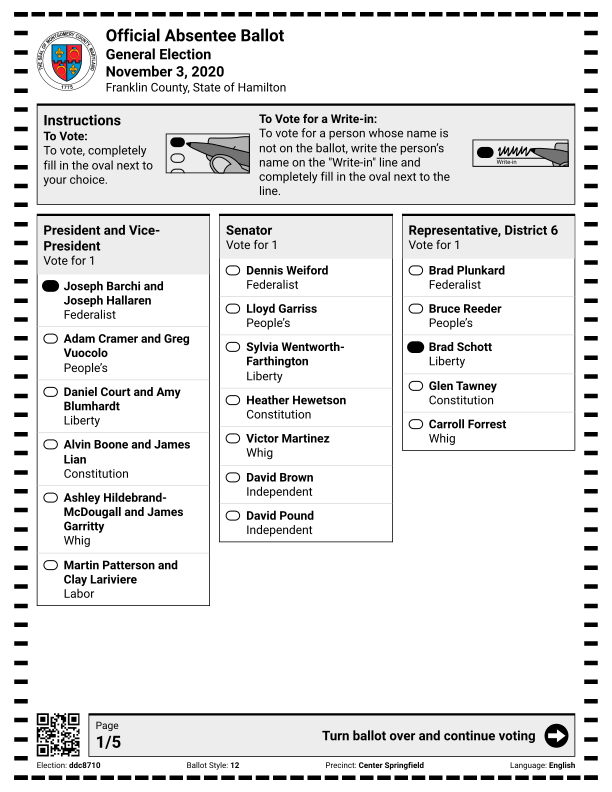 Official Absentee Ballot
General Election
November 3, 2020
Franklin County, State of Hamilton
THE SEAL OF MONTGOMERY COUNTY, MARYLAND
1776
Instructions
To Vote:
To vote, completely
fill in the oval next to
your choice.
To Vote for a Write-in:
To vote for a person whose name is
not on the ballot, write the person's
name on the "Write-in" line and
completely fill in the oval next to the
line.
Write-in
President and Vice-
President
Vote for 1
Joseph Barchi and
Joseph Hallaren
Federalist
Adam Cramer and Greg
Vuocolo
People's
Daniel Court and Amy
Blumhardt
Liberty
Alvin Boone and James
Lian
Constitution
Ashley Hildebrand-
McDougall and James
Garritty
Whig
Martin Patterson and
Clay Lariviere
Labor
Senator
Vote for 1
Dennis Weiford
Federalist
Lloyd Garriss
People's
Sylvia Wentworth-
Farthington
Liberty
Heather Hewetson
Constitution
Victor Martinez
Whig
David Brown
Independent
David Pound
Independent
Representative, District 6
Vote for 1
Brad Plunkard
Federalist
Bruce Reeder
People's
Brad Schott
Liberty
Glen Tawney
Constitution
Carroll Forrest
Whig
Page
1/5
Turn ballot over and continue voting
Election: ddc8710
Ballot Style: 12
Precinct: Center Springfield
Language: English